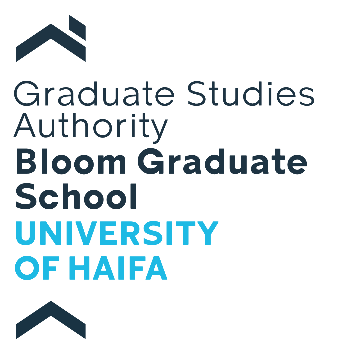 Graduate Studies
Authority
Bloom Graduate
School
UNIVERSITY
OF HAIFA